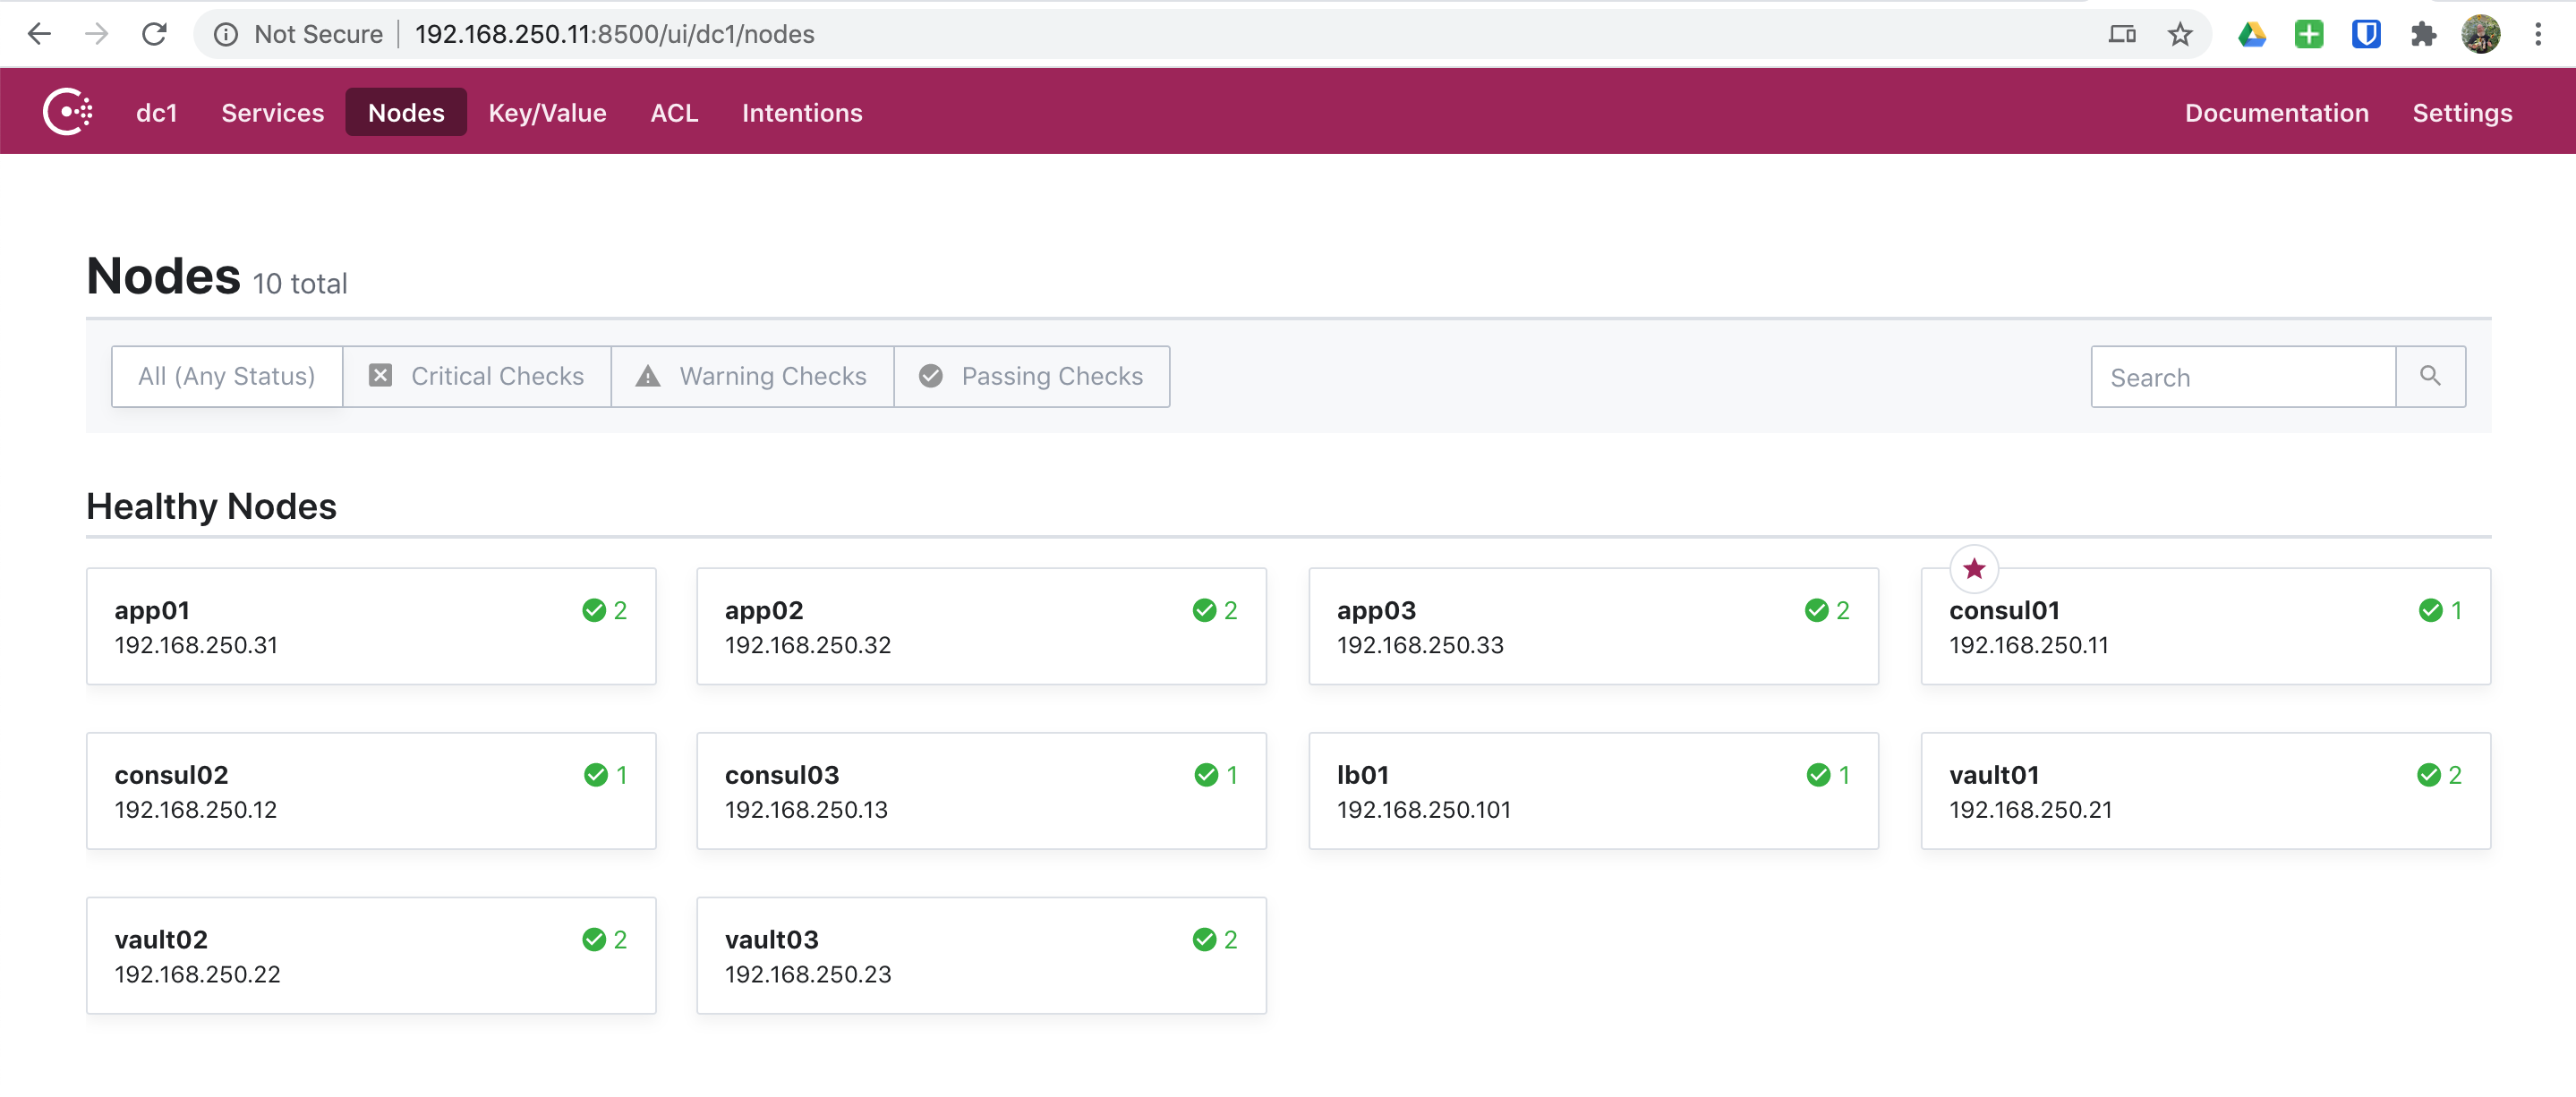 Not Secure 192.168.250.11:8500/ui/dc1/nodes
dc1 Services Nodes Key/Value ACL Intentions Documentation Settings
Nodes 10 total
All (Any Status) Critical Checks Warning Checks Passing Checks Search
Healthy Nodes
app01 2 app02 2 app03 2 consul01 1
192.168.250.31 192.168.250.32 192.168.250.33 192.168.250.11
consul02 1 consul03 1 lb01 1 vault01 2
192.168.250.12 192.168.250.13 192.168.250.101 192.168.250.21
vault02 2 vault03 2
192.168.250.22 192.168.250.23